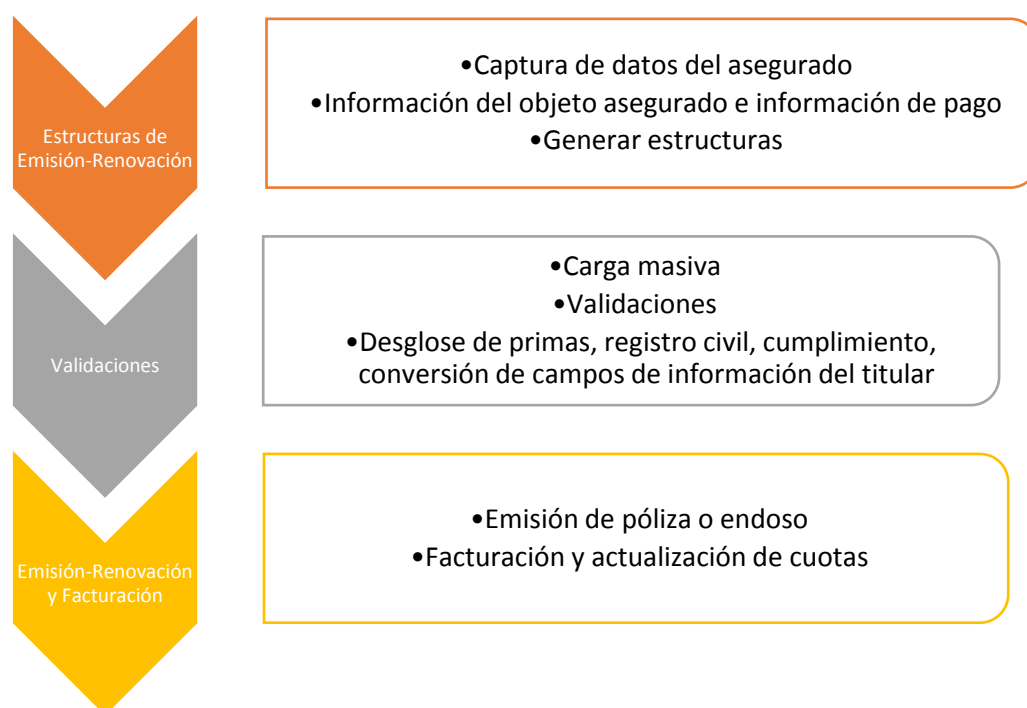 Estructuras de
Emisión-Renovación
•Captura de datos del asegurado
•Información del objeto asegurado e información de pago
•Generar estructuras
Validaciones
•Carga masiva
•Validaciones
•Desglose de primas, registro civil, cumplimiento,
conversión de campos de información del titular
Emisión-Renovación
y Facturación
•Emisión de póliza o endoso
•Facturación y actualización de cuotas